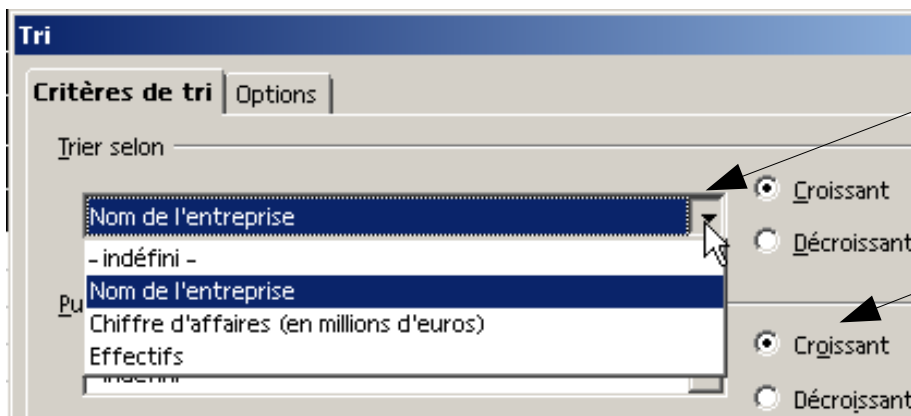 Tri
Critères de tri Options
Trier selon
Nom de l'entreprise
Croissant
Décroissant
- indéfini -
Nom de l'entreprise
Chiffre d'affaires (en millions d'euros)
Effectifs
Pu
Croissant
Décroissant